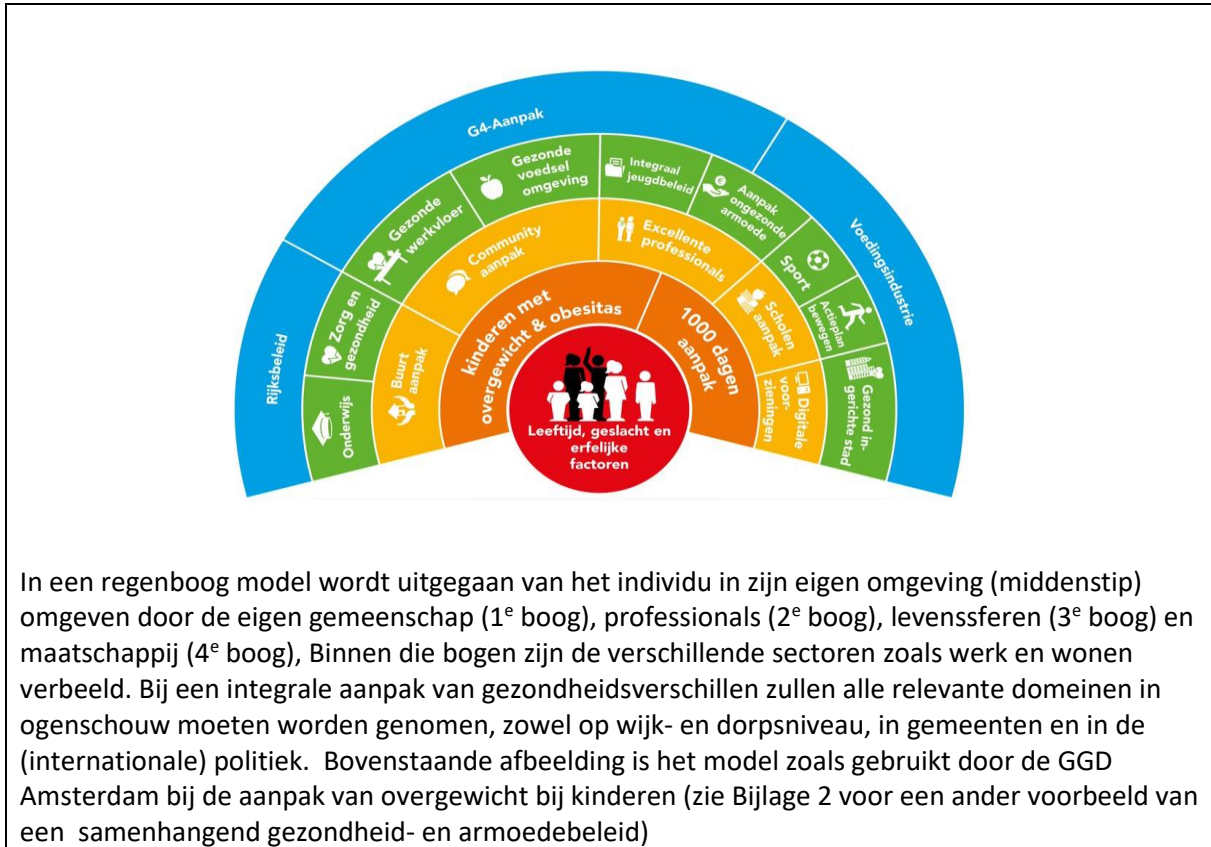 G4-Aanpak
Rijksbeleid
Voedingsindustrie
Onderwijs
Zorg en
gezondheid
Gezonde
werkvloer
Gezonde
voedsel
omgeving
Integraal
jeugdbeleid
Aanpak
ongezonde
armoede
Sport
Actieplan
bewegen
Gezond in-
gerichte stad
Buurt
aanpak
Community
aanpak
Excellente
professionals
Scholen
aanpak
Digitale
voor-
zieningen
kinderen met
overgewicht & obesitas
1000 dagen
aanpak
Leeftijd, geslacht en
erfelijke
factoren
In een regenboog model wordt uitgegaan van het individu in zijn eigen omgeving (middenstip)
omgeven door de eigen gemeenschap (1e boog), professionals (2e boog), levenssferen (3e boog) en
maatschappij (4e boog), Binnen die bogen zijn de verschillende sectoren zoals werk en wonen
verbeeld. Bij een integrale aanpak van gezondheidsverschillen zullen alle relevante domeinen in
ogenschouw moeten worden genomen, zowel op wijk- en dorpsniveau, in gemeenten en in de
(internationale) politiek.  Bovenstaande afbeelding is het model zoals gebruikt door de GGD
Amsterdam bij de aanpak van overgewicht bij kinderen (zie Bijlage 2 voor een ander voorbeeld van
een  samenhangend gezondheid- en armoedebeleid)